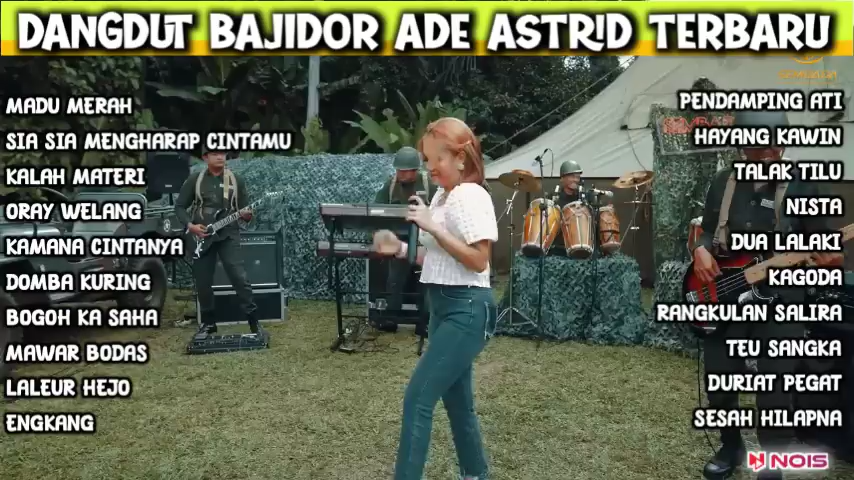 DANGDUT BAJIDOR ADE ASTRID TERBARU
MADU MERAH
SIA SIA MENGHARAP CINTAMU
KALAH MATERI
ORAY WELANG
KAMANA CINTANYA
DOMBA KURING
BOGOH KA SAHA
MAWAR BODAS
LALEUR HEJO
ENGKANG
PENDAMPING ATI
HAYANG KAWIN
TALAK TILU
NISTA
DUA LALAKI
KAGODA
RANGKULAN SALIRA
TEU SANGKA
DURIAT PEGAT
SESAH HILAPNA
NOIS